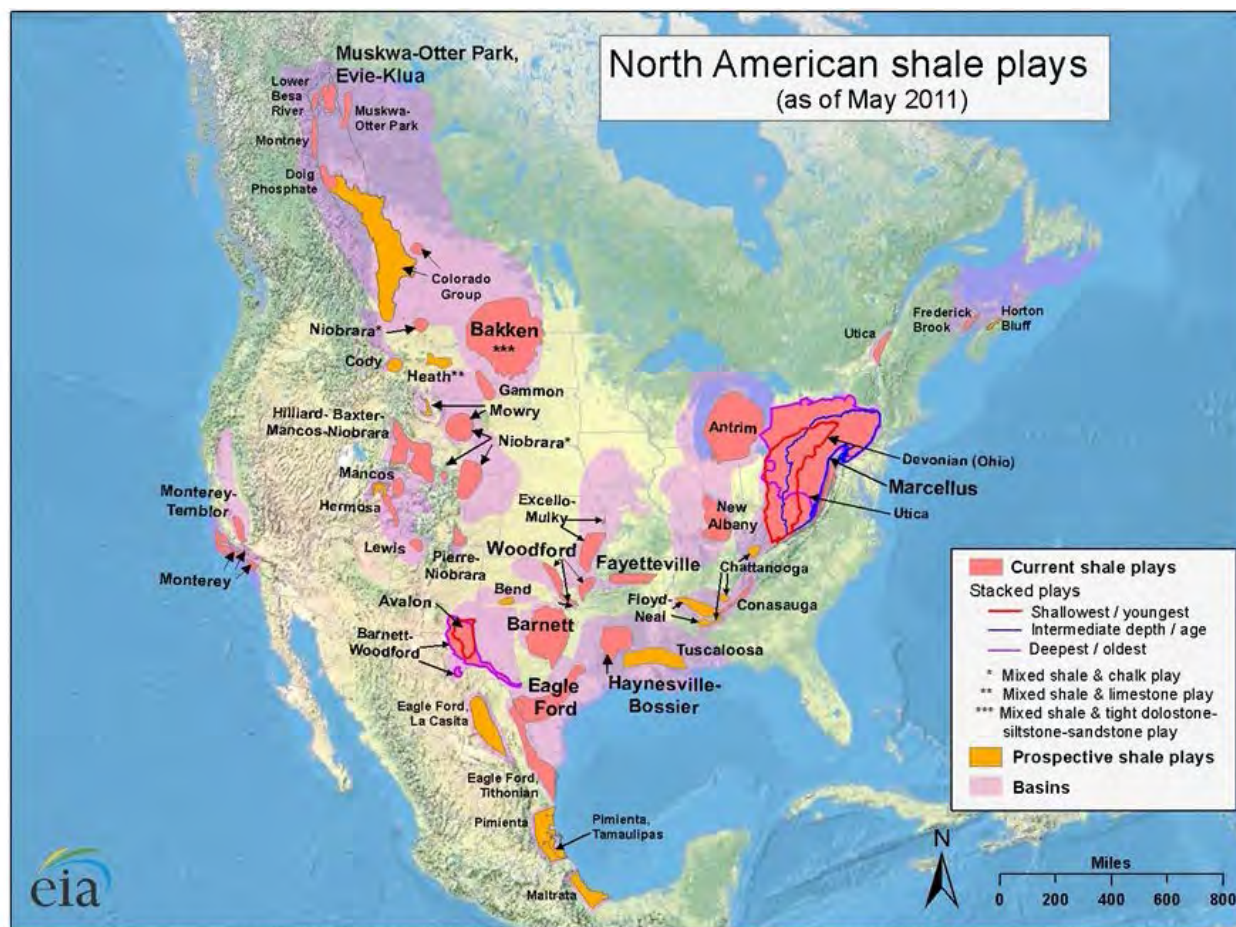 North American shale plays
(as of May 2011)
Muskwa-Otter Park,
Evie-Klua
Lower
Besa
River
Muskwa-
Otter Park
Montney
Doig
Phosphate
Colorado
Group
Niobrara*
Bakken
***
Cody
Heath**
Gammon
Mowry
Hilliard- Baxter-
Mancos-Niobrara
Niobrara*
Antrim
Utica
Frederick
Brook
Horton
Bluff
Devonian (Ohio)
Marcellus
Utica
Mancos
Hermosa
Monterey-
Temblor
Excello-
Mulky
New
Albany
Lewis
Pierre-
Niobrara
Woodford
Fayetteville
Monterey
Chattanooga
Bend
Floyd-
Neal
Conasauga
Avalon
Barnett
Tuscaloosa
Barnett-
Woodford
Eagle
Ford
Haynesville-
Bossier
Eagle Ford,
La Casita
Eagle Ford,
Tithonian
Pimienta
Pimienta,
Tamaulipas
Maltrata
Current shale plays
Stacked plays
Shallowest / youngest
Intermediate depth / age
Deepest / oldest
* Mixed shale & chalk play
** Mixed shale & limestone play
*** Mixed shale & tight dolostone-
siltstone-sandstone play
Prospective shale plays
Basins
N
Miles
0 200 400 600 800
eia